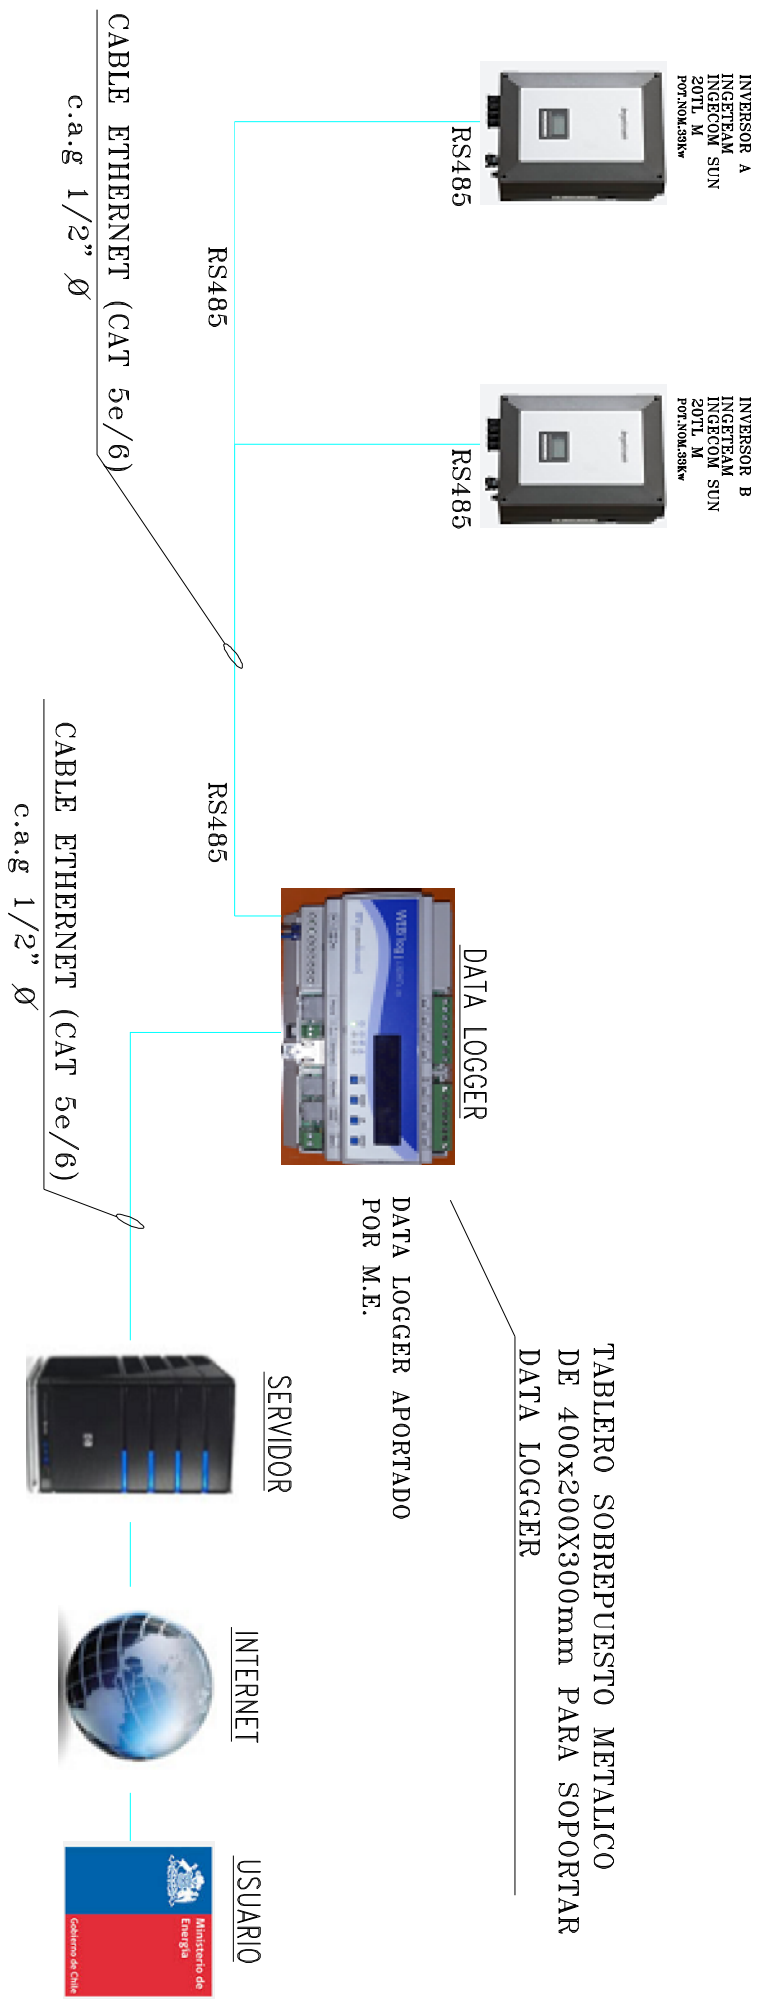 INVERSOR A
INGETEAM
INGECOM SUN
20TL M
POT.NOM.33Kw
RS485
INVERSOR B
INGETEAM
INGECOM SUN
20TL M
POT.NOM.33Kw
RS485
RS485
CABLE ETHERNET (CAT 5e/6)
c.a.g 1/2" Ø
RS485
DATA LOGGER
WEB log
DATA LOGGER APORTADO
POR M.E.
TABLERO SOBREPUESTO METALICO
DE 400x200X300mm PARA SOPORTAR
DATA LOGGER
CABLE ETHERNET (CAT 5e/6)
c.a.g 1/2" Ø
SERVIDOR
INTERNET
USUARIO
Ministerio de
Energía
Gobierno de Chile